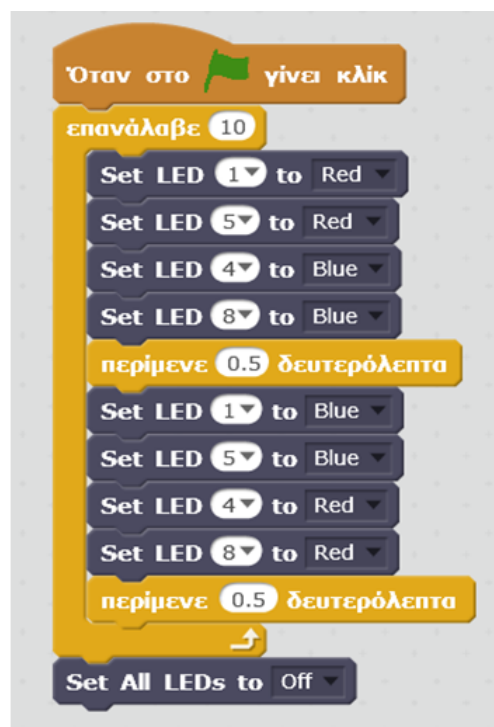 Όταν στο γίνει κλίκ
επανάλαβε 10
Set LED 1 to Red
Set LED 5 to Red
Set LED 4 to Blue
Set LED 8 to Blue
περίμενε 0.5 δευτερόλεπτα
Set LED 1 to Blue
Set LED 5 to Blue
Set LED 4 to Red
Set LED 8 to Red
περίμενε 0.5 δευτερόλεπτα
Set All LEDs to Off